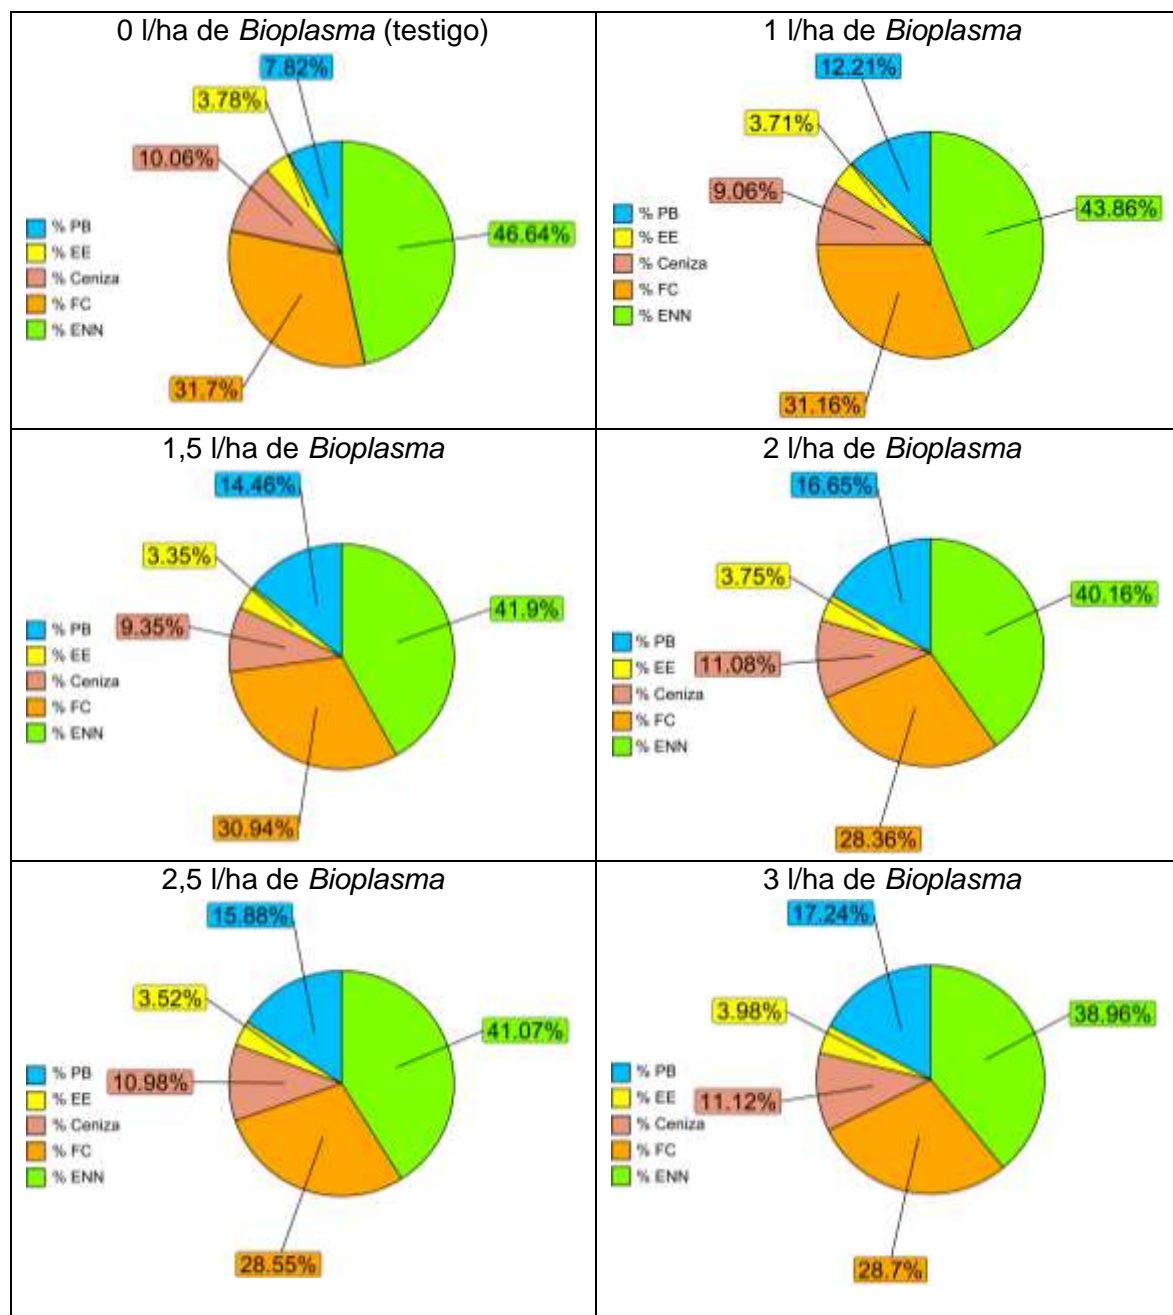 0 l/ha de Bioplasma (testigo)
7.82%
3.78%
10.06%
46.64%
31.7%
% PB
% EE
% Ceniza
% FC
% ENN
1 l/ha de Bioplasma
12.21%
3.71%
9.06%
43.86%
31.16%
% PB
% EE
% Ceniza
% FC
% ENN
1,5 l/ha de Bioplasma
14.46%
3.35%
9.35%
41.9%
30.94%
% PB
% EE
% Ceniza
% FC
% ENN
2 l/ha de Bioplasma
16.65%
3.75%
11.08%
40.16%
28.36%
% PB
% EE
% Ceniza
% FC
% ENN
2,5 l/ha de Bioplasma
15.88%
3.52%
10.98%
41.07%
28.55%
% PB
% EE
% Ceniza
% FC
% ENN
3 l/ha de Bioplasma
17.24%
3.98%
11.12%
38.96%
28.7%
% PB
% EE
% Ceniza
% FC
% ENN